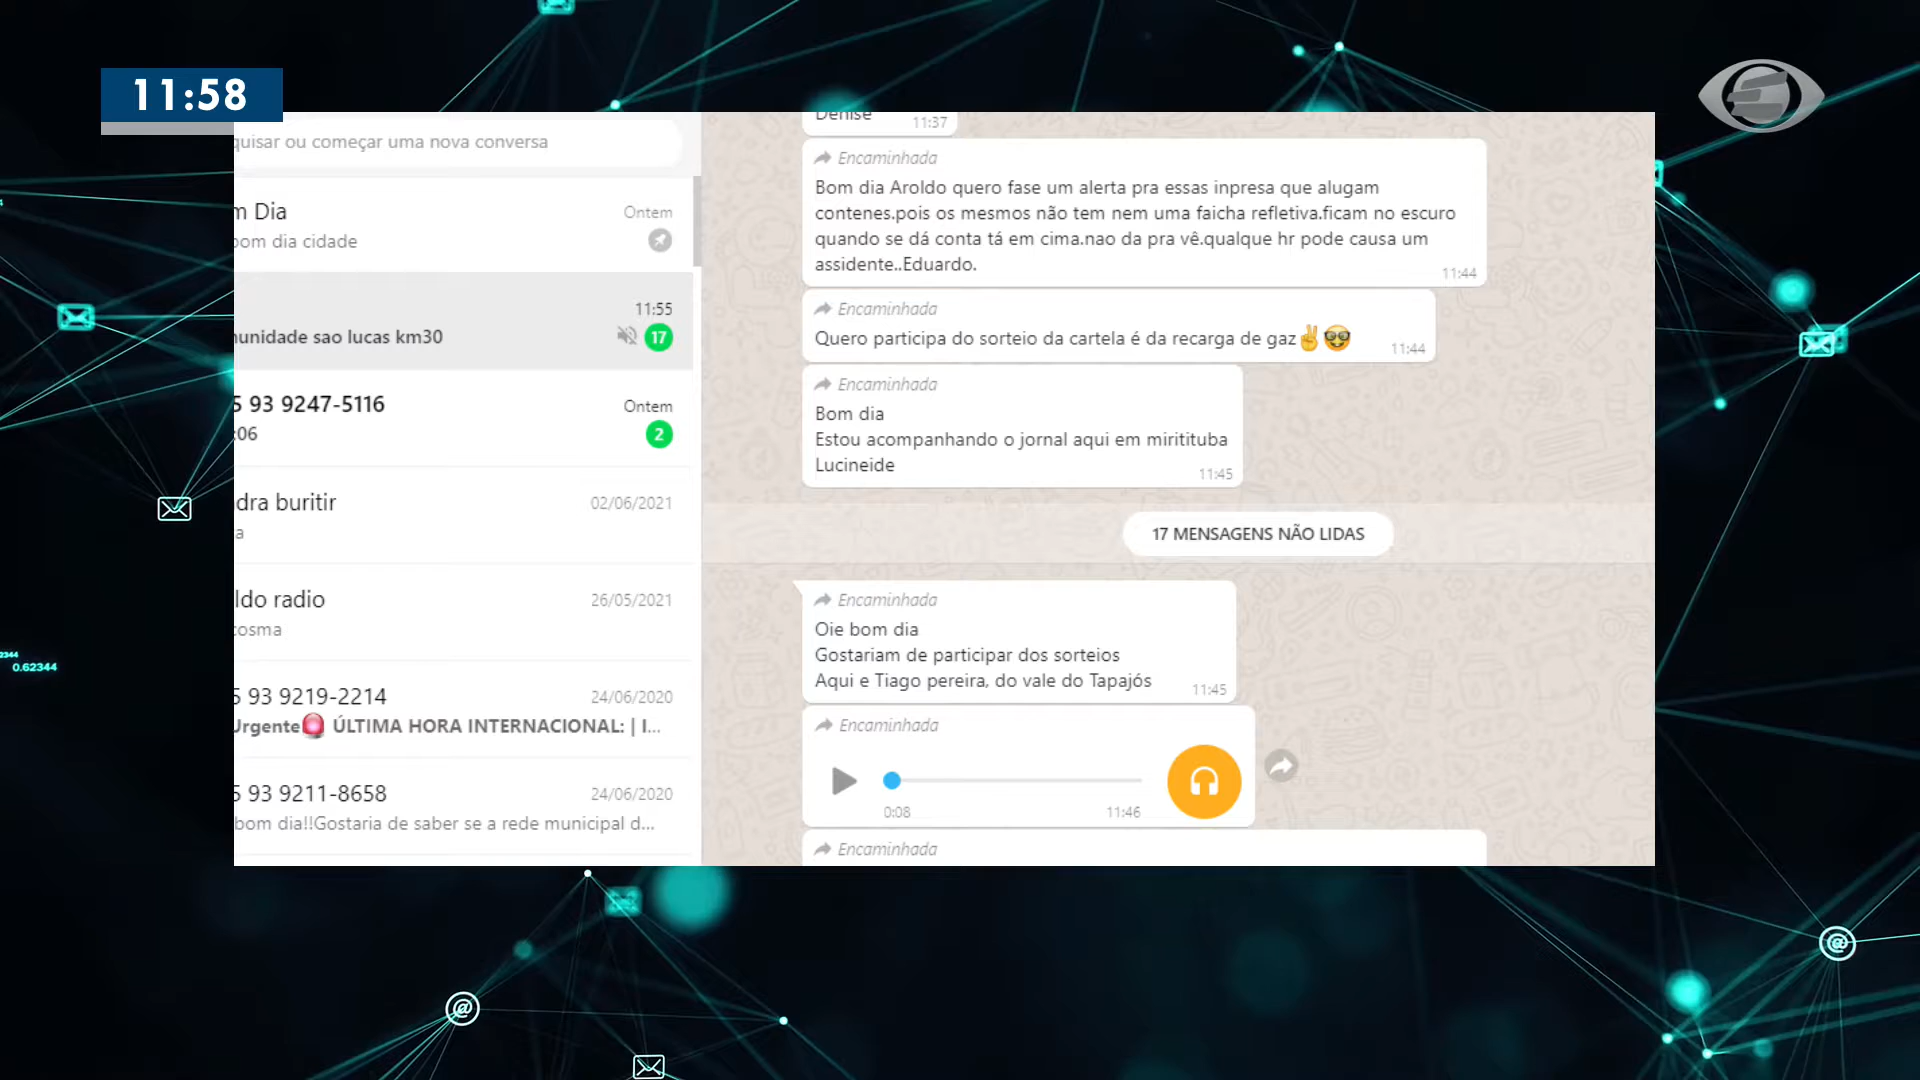 11:58
quisar ou começar uma nova conversa
m Dia
Ontem
bom dia cidade
11:55
nunidade sao lucas km30
17
5 93 9247-5116
Ontem
:06
2
dra buritir
02/06/2021
a
ldo radio
26/05/2021
cosma
5 93 9219-2214
24/06/2020
Urgente🚨 ÚLTIMA HORA INTERNACIONAL: | I...
5 93 9211-8658
24/06/2020
bom dia!!Gostaria de saber se a rede municipal d...
Denise
11:37
Encaminhada
Bom dia Aroldo quero fase um alerta pra essas inpresa que alugam
contenes.pois os mesmos não tem nem uma faicha refletiva.ficam no escuro
quando se dá conta tá em cima.nao da pra vê.qualque hr pode causa um
assidente..Eduardo.
11:44
Encaminhada
Quero participa do sorteio da cartela é da recarga de gaz✌🤓
11:44
Encaminhada
Bom dia
Estou acompanhando o jornal aqui em miritituba
Lucineide
11:45
17 MENSAGENS NÃO LIDAS
Encaminhada
Oie bom dia
Gostariam de participar dos sorteios
Aqui e Tiago pereira, do vale do Tapajós
11:45
Encaminhada
0:08
11:46
Encaminhada
2344
0.62344